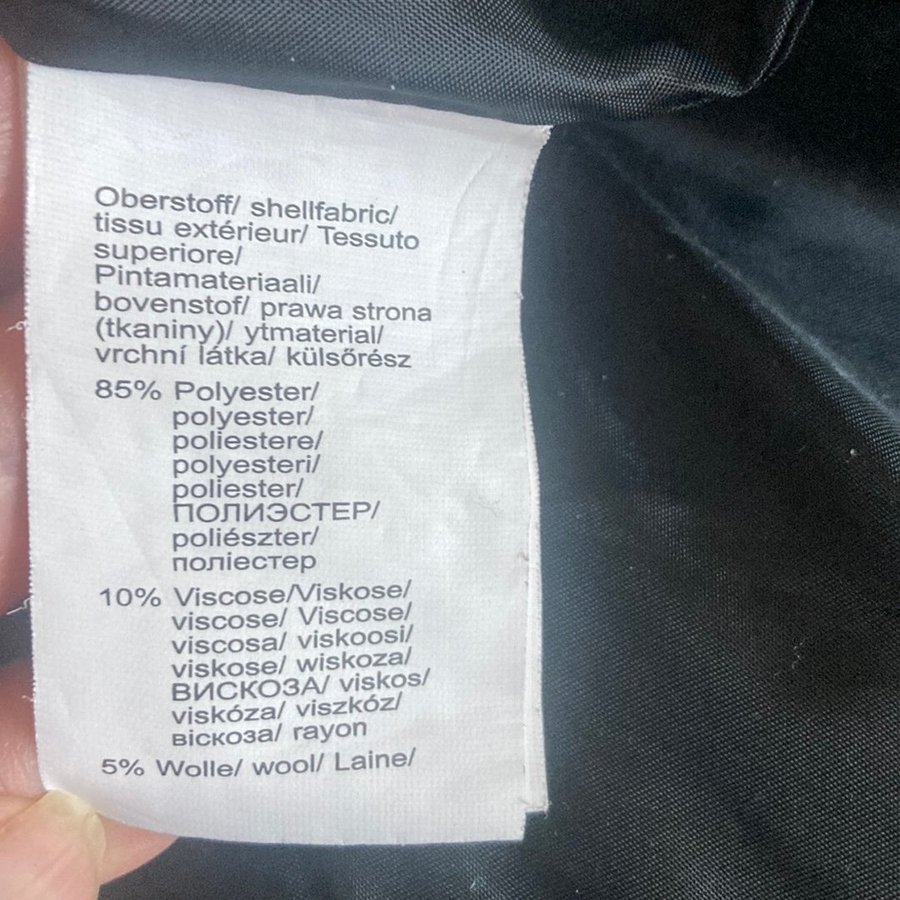 Oberstoff/ shellfabric/
tissu extérieur/ Tessuto
superiore/
Pintamateriaali/
bovenstof/ prawa strona
(tkaniny)/ ytmaterial/
vrchní látka/ külsőrész
85% Polyester/
polyester/
poliestere/
polyesteri/
poliester/
ПОЛИЭСТЕР/
poliészter/
поліестер
10% Viscose/Viskose/
viscose/ Viscose/
viscosa/ viskoosi/
viskose/ wiskoza/
ВИСКОЗА/ viskos/
viskóza/ viszkóz/
віскоза/ rayon
5% Wolle/ wool/ Laine/